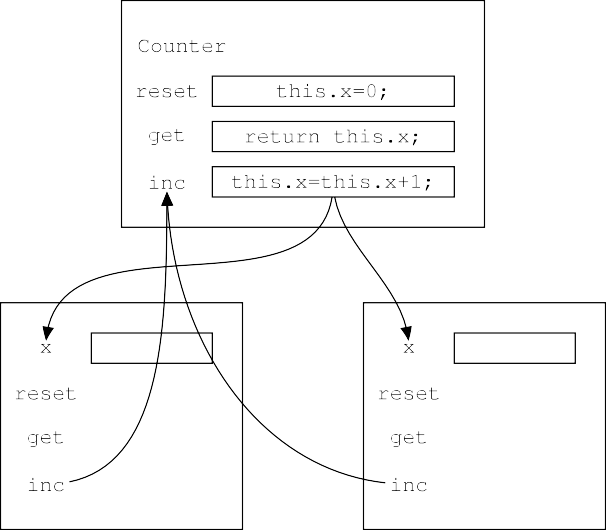 Counter
reset this.x=0;
get return this.x;
inc this.x=this.x+1;
x
reset
get
inc
x
reset
get
inc